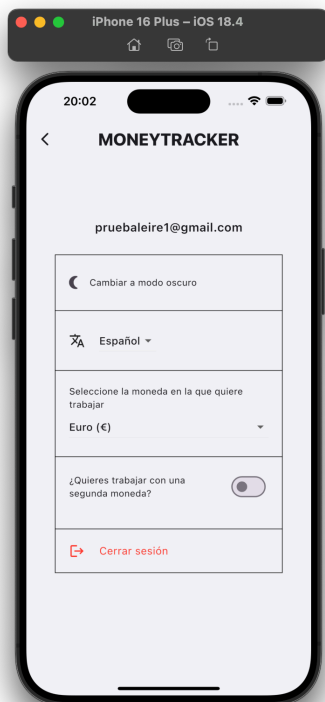 iPhone 16 Plus – iOS 18.4
20:02
MONEYTRACKER
pruebaleire1@gmail.com
Cambiar a modo oscuro
Español
Seleccione la moneda en la que quiere
trabajar
Euro (€)
¿Quieres trabajar con una
segunda moneda?
Cerrar sesión